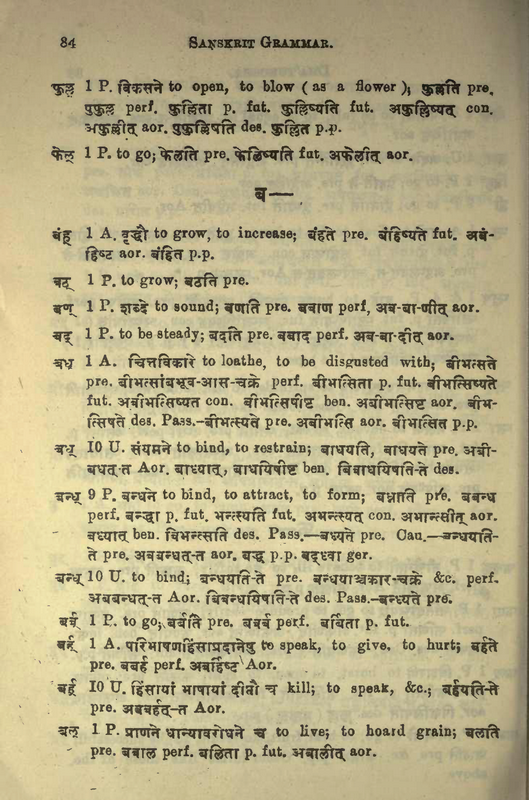 84 SANSKRIT GRAMMAR.
फुल्ल् 1 P. विकसने to open, to blow ( as a flower ); फुल्लति pre.
पुफुल्ल perf. फुल्लिता p. fut. फुल्लिष्यति fut. अफुल्लिष्यत् con.
अफुल्लीत् aor. पुफुल्लिषति des. फुल्लित p.p.
फेल् 1 P. to go; फेलति pre. फेलिष्यति fut. अफेलीत् aor.
ब—
बंह् 1 A. वृद्धौ to grow, to increase; बंहते pre. बंहिष्यते fut. अबं-
हिष्ट aor. बंहित p.p.
बठ् 1 P. to grow; बठति pre.
बण् 1 P. शब्दे to sound; बणति pre. बबाण perf, अब-बा-णीत् aor.
बद् 1 P. to be steady; बदति pre. बबाद perf. अब-बा-दीत् aor.
बध् 1 A. चित्तविकारे to loathe, to be disgusted with; बीभत्सते
pre. बीभत्सांबभूव-आस-चक्रे perf. बीभत्सिता p. fut. बीभत्सिष्यते
fut. अबीभत्सिष्यत con. बीभत्सिषीष्ट ben. अबीभत्सिष्ट aor. बीभ-
त्सिषते des. Pass.-बीभत्स्यते pre. अबीभत्सि aor. बीभत्सित p.p.
बध् 10 U. संयमने to bind, to restrain; बाधयति, बाधयते pre. अबी-
बधत्-त Aor. बाध्यात्, बाधयिषीष्ट ben. बिबाधयिषति-ते des.
बन्ध् 9 P. बन्धने to bind, to attract, to form; बध्नाति pre. बबन्ध
perf. बन्द्धा p. fut. भन्त्स्यति fut. अभन्त्स्यत् con. अभान्त्सीत् aor.
बध्यात् ben. बिभन्त्सति des. Pass.—बध्यते pre. Cau.—बन्धयति-
ते pre. अबबन्धत्-त aor. बद्ध p.p. बद्ध्वा ger.
बन्ध् 10 U. to bind; बन्धयति-ते pre. बन्धयाञ्चकार-चक्रे &c. perf.
अबबन्धत्-त Aor. बिबन्धयिषति-ते des. Pass.-बन्ध्यते pre.
बर्ब् 1 P. to go; बर्बति pre. बबर्ब perf. बर्बिता p. fut.
बर्ह् 1 A. परिभाषणहिंसाप्रदानेषु to speak, to give. to hurt; बर्हते
pre. बबर्ह perf. अबर्हिष्ट Aor.
बर्ह् 10 U. हिंसायां भाषायां दीप्तौ च kill; to speak, &c.; बर्हयति-ते
pre. अबबर्हत्-त Aor.
बल् 1 P. प्राणने धान्यावरोधने च to live; to hoard grain; बलति
pre. बबाल perf. बलिता p. fut. अबालीत् aor.